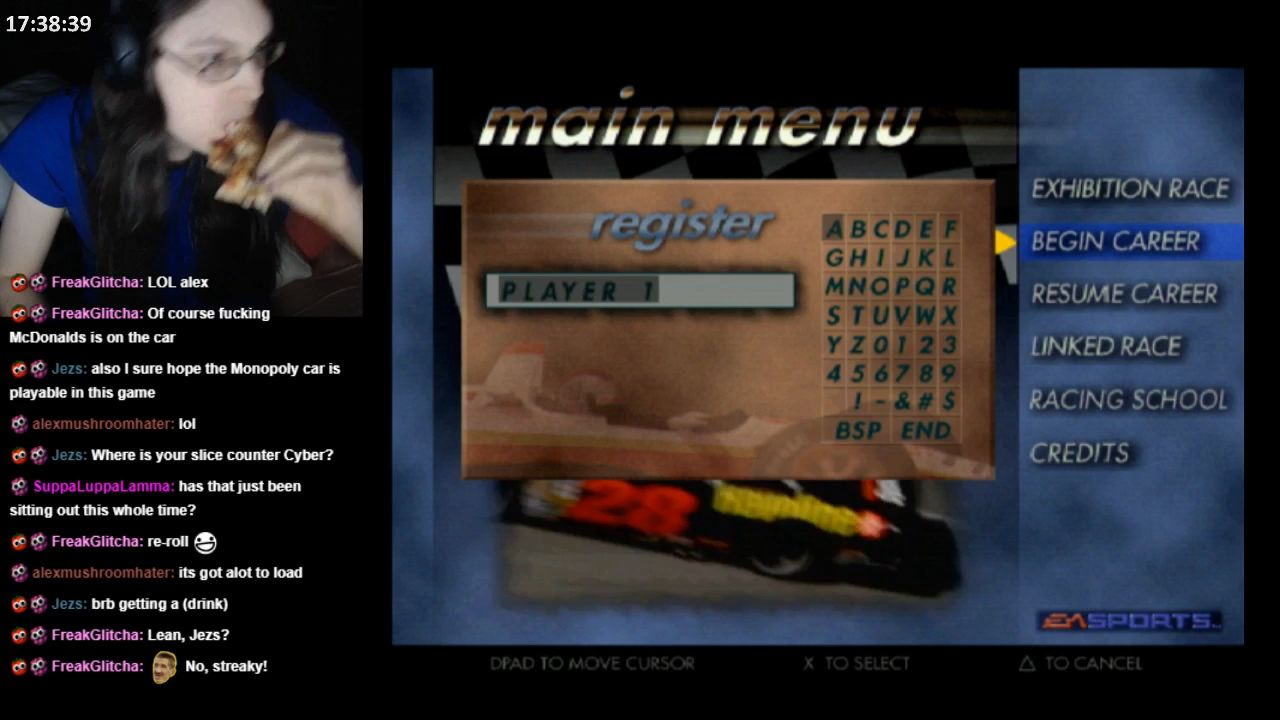 17:38:39
FreakGlitcha: LOL alex
FreakGlitcha: Of course fucking
McDonalds is on the car
Jezs: also I sure hope the Monopoly car is
playable in this game
alexmushroomhater: lol
Jezs: Where is your slice counter Cyber?
SuppaLuppaLamma: has that just been
sitting out this whole time?
FreakGlitcha: re-roll
alexmushroomhater: its got alot to load
Jezs: brb getting a (drink)
FreakGlitcha: Lean, Jezs?
FreakGlitcha: No, streaky!
main menu
register
PLAYER 1
A B C D E F
G H I J K L
M N O P Q R
S T U V W X
Y Z 0 1 2 3
4 5 6 7 8 9
! - & # $
BSP END
EXHIBITION RACE
BEGIN CAREER
RESUME CAREER
LINKED RACE
RACING SCHOOL
CREDITS
28
EA SPORTS
DPAD TO MOVE CURSOR
X TO SELECT
△ TO CANCEL